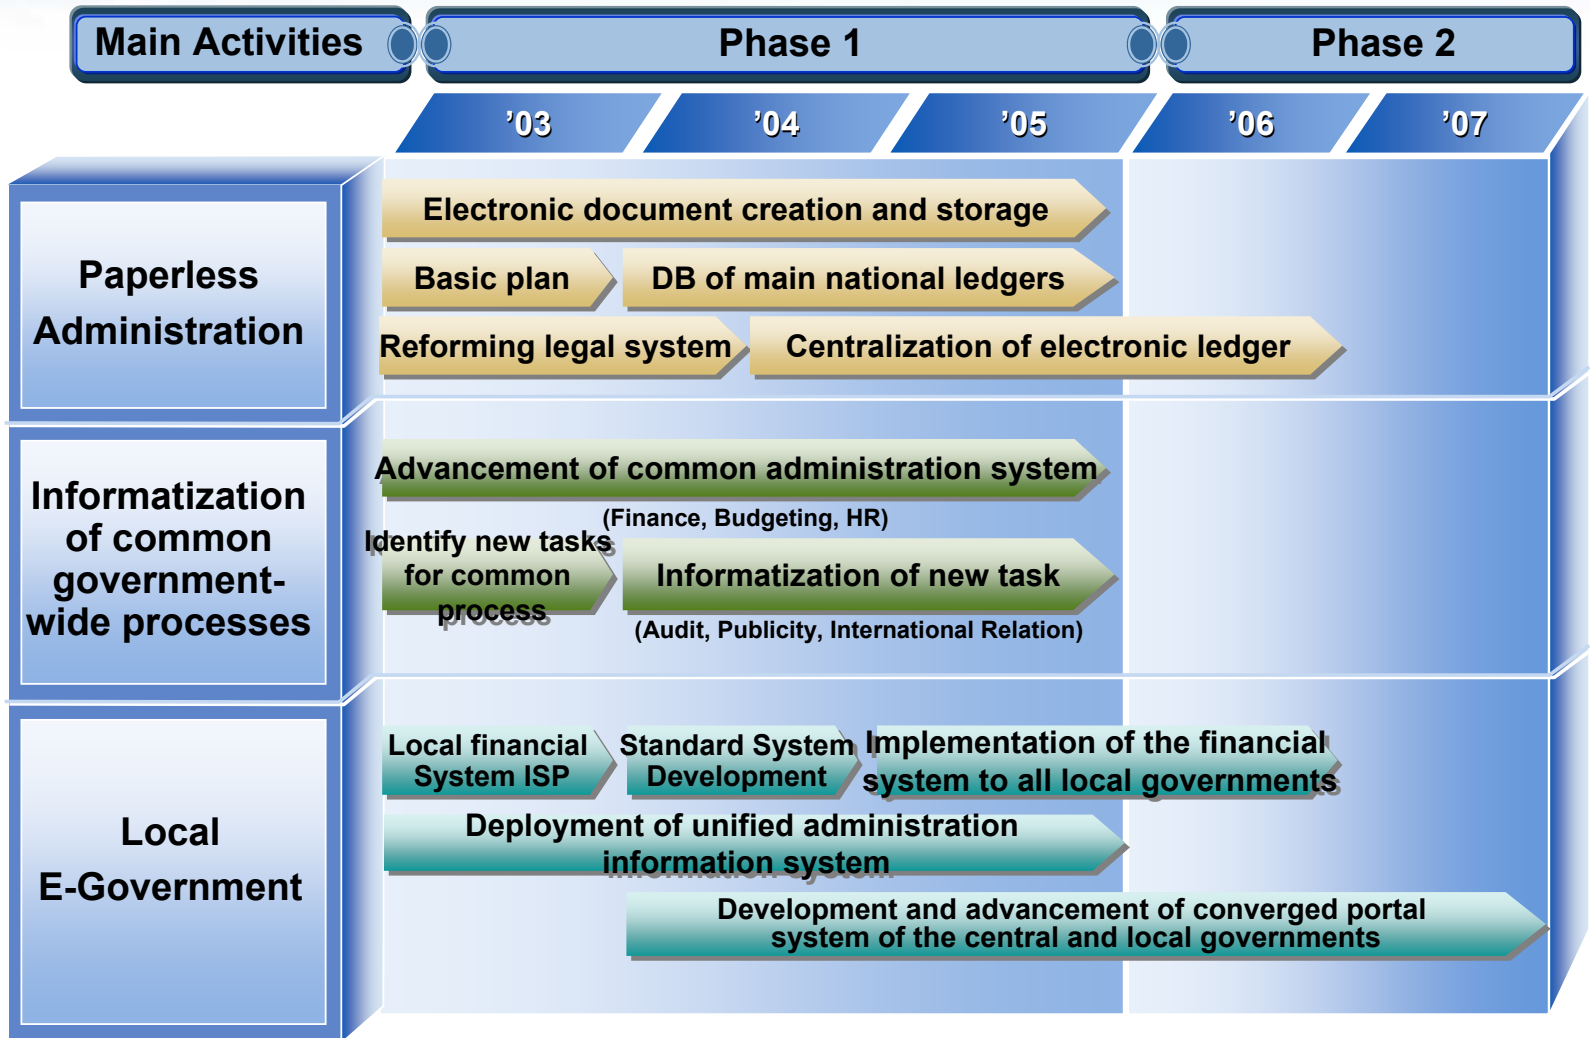 Main Activities
Phase 1
Phase 2
’03
’04
’05
’06
’07
Paperless
Administration
Electronic document creation and storage
Basic plan
DB of main national ledgers
Reforming legal system
Centralization of electronic ledger
Informatization
of common
government-
wide processes
Advancement of common administration system
(Finance, Budgeting, HR)
Identify new tasks
for common
process
Informatization of new task
(Audit, Publicity, International Relation)
Local
E-Government
Local financial
System ISP
Standard System
Development
Implementation of the financial
system to all local governments
Deployment of unified administration
information system
Development and advancement of converged portal
system of the central and local governments